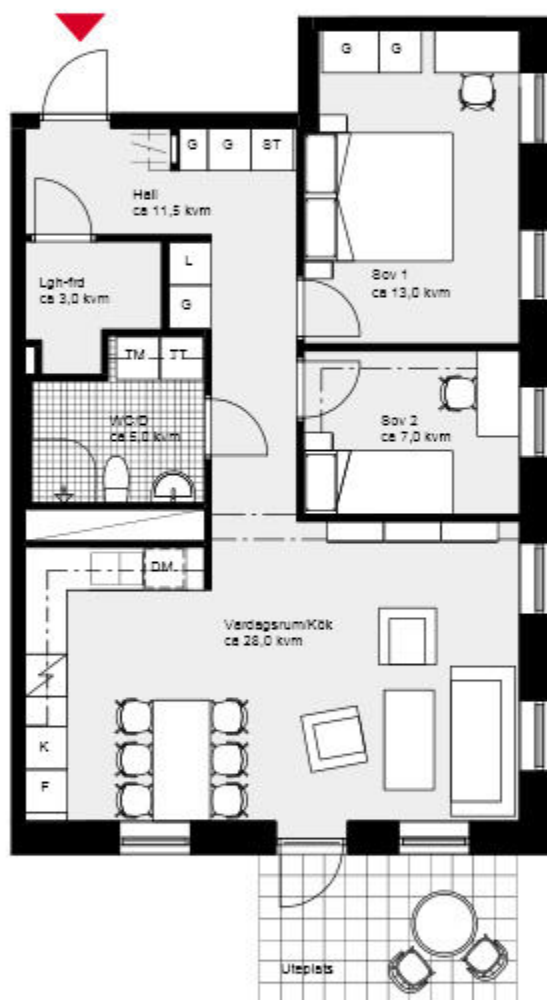 G G
G G ST
Hall
ca 11,5 kvm
L
Lgh-frd
ca 3,0 kvm
Sov 1
ca 13,0 kvm
G
TM TT
WC/D
ca 5,0 kvm
Sov 2
ca 7,0 kvm
DM
Vardagsrum/Kök
ca 28,0 kvm
K
F
Uteplats